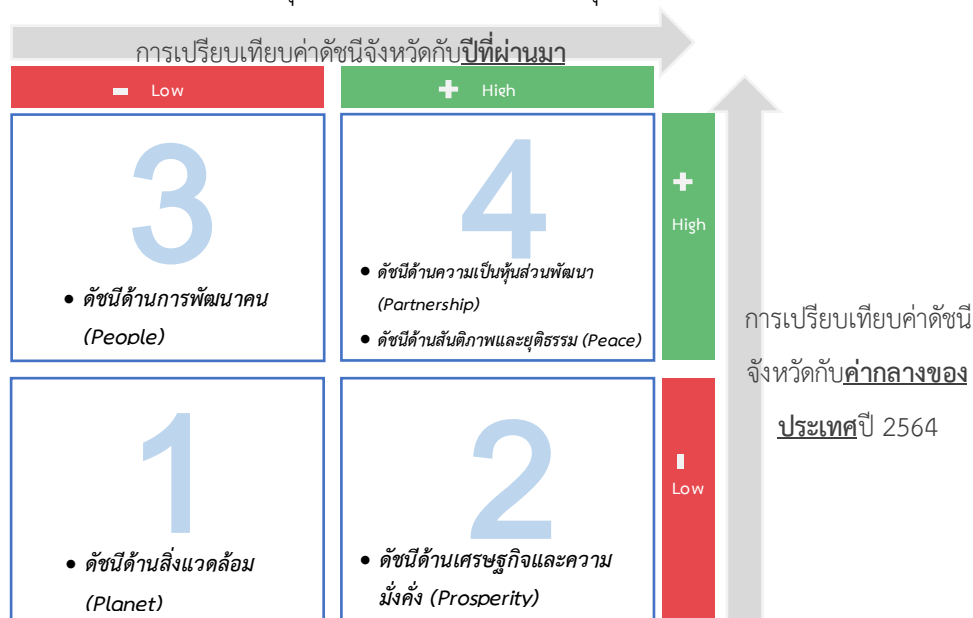 การเปรียบเทียบค่าดัชนีจังหวัดกับปีที่ผ่านมา
Low
High
3
• ดัชนีด้านการพัฒนาคน
(People)
4
• ดัชนีด้านความเป็นหุ้นส่วนพัฒนา
(Partnership)
• ดัชนีด้านสันติภาพและยุติธรรม (Peace)
High
การเปรียบเทียบค่าดัชนี
จังหวัดกับค่ากลางของ
ประเทศปี 2564
1
• ดัชนีด้านสิ่งแวดล้อม
(Planet)
2
• ดัชนีด้านเศรษฐกิจและความ
มั่งคั่ง (Prosperity)
Low